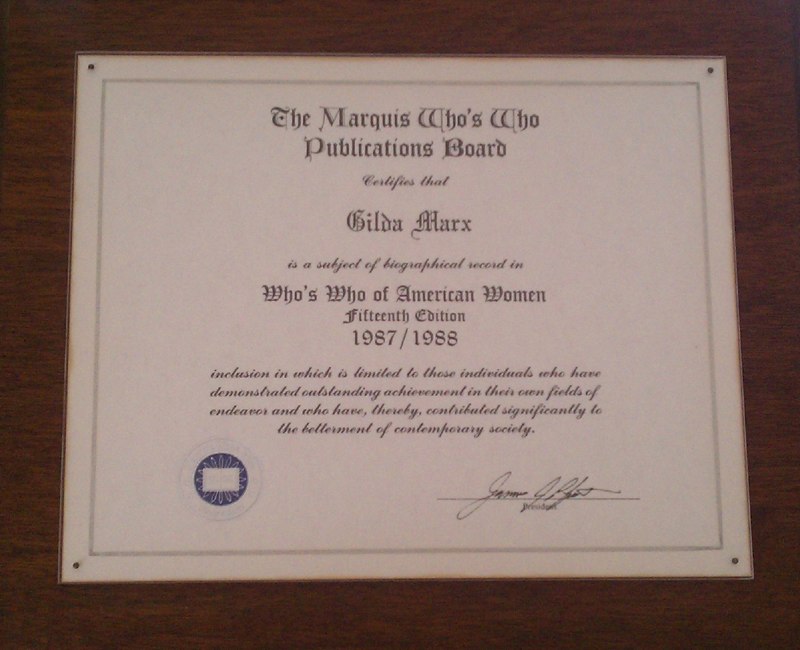 The Marquis Who's Who
Publications Board
Certifies that
Gilda Marx
is a subject of biographical record in
Who's Who of American Women
Fifteenth Edition
1987/1988
inclusion in which is limited to those individuals who have
demonstrated outstanding achievement in their own fields of
endeavor and who have, thereby, contributed significantly to
the betterment of contemporary society.
President